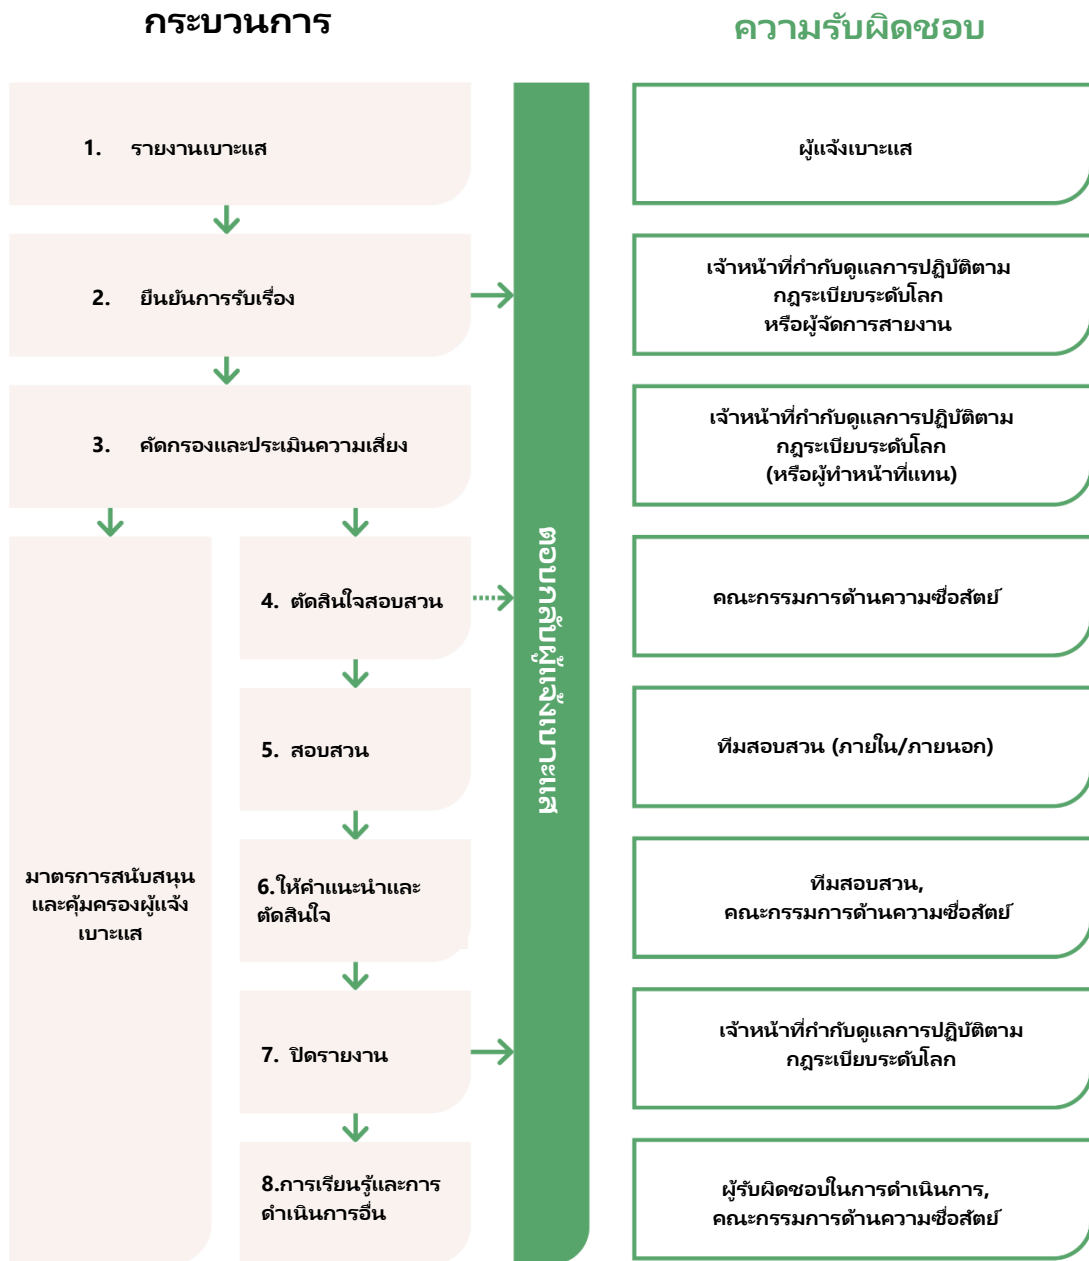 กระบวนการ
ความรับผิดชอบ
1. รายงานเบาะแส
ผู้แจ้งเบาะแส
2. ยืนยันการรับเรื่อง
เจ้าหน้าที่กำกับดูแลการปฏิบัติตาม
กฎระเบียบระดับโลก
หรือผู้จัดการสายงาน
3. คัดกรองและประเมินความเสี่ยง
เจ้าหน้าที่กำกับดูแลการปฏิบัติตาม
กฎระเบียบระดับโลก
(หรือผู้ทำหน้าที่แทน)
4. ตัดสินใจสอบสวน
คณะกรรมการด้านความซื่อสัตย์
5. สอบสวน
ทีมสอบสวน (ภายใน/ภายนอก)
มาตรการสนับสนุน
และคุ้มครองผู้แจ้ง
เบาะแส
6.ให้คำแนะนำและ
ตัดสินใจ
ทีมสอบสวน,
คณะกรรมการด้านความซื่อสัตย์
7. ปิดรายงาน
เจ้าหน้าที่กำกับดูแลการปฏิบัติตาม
กฎระเบียบระดับโลก
8.การเรียนรู้และการ
ดำเนินการอื่น
ผู้รับผิดชอบในการดำเนินการ,
คณะกรรมการด้านความซื่อสัตย์
ตอบกลับผู้แจ้งเบาะแส